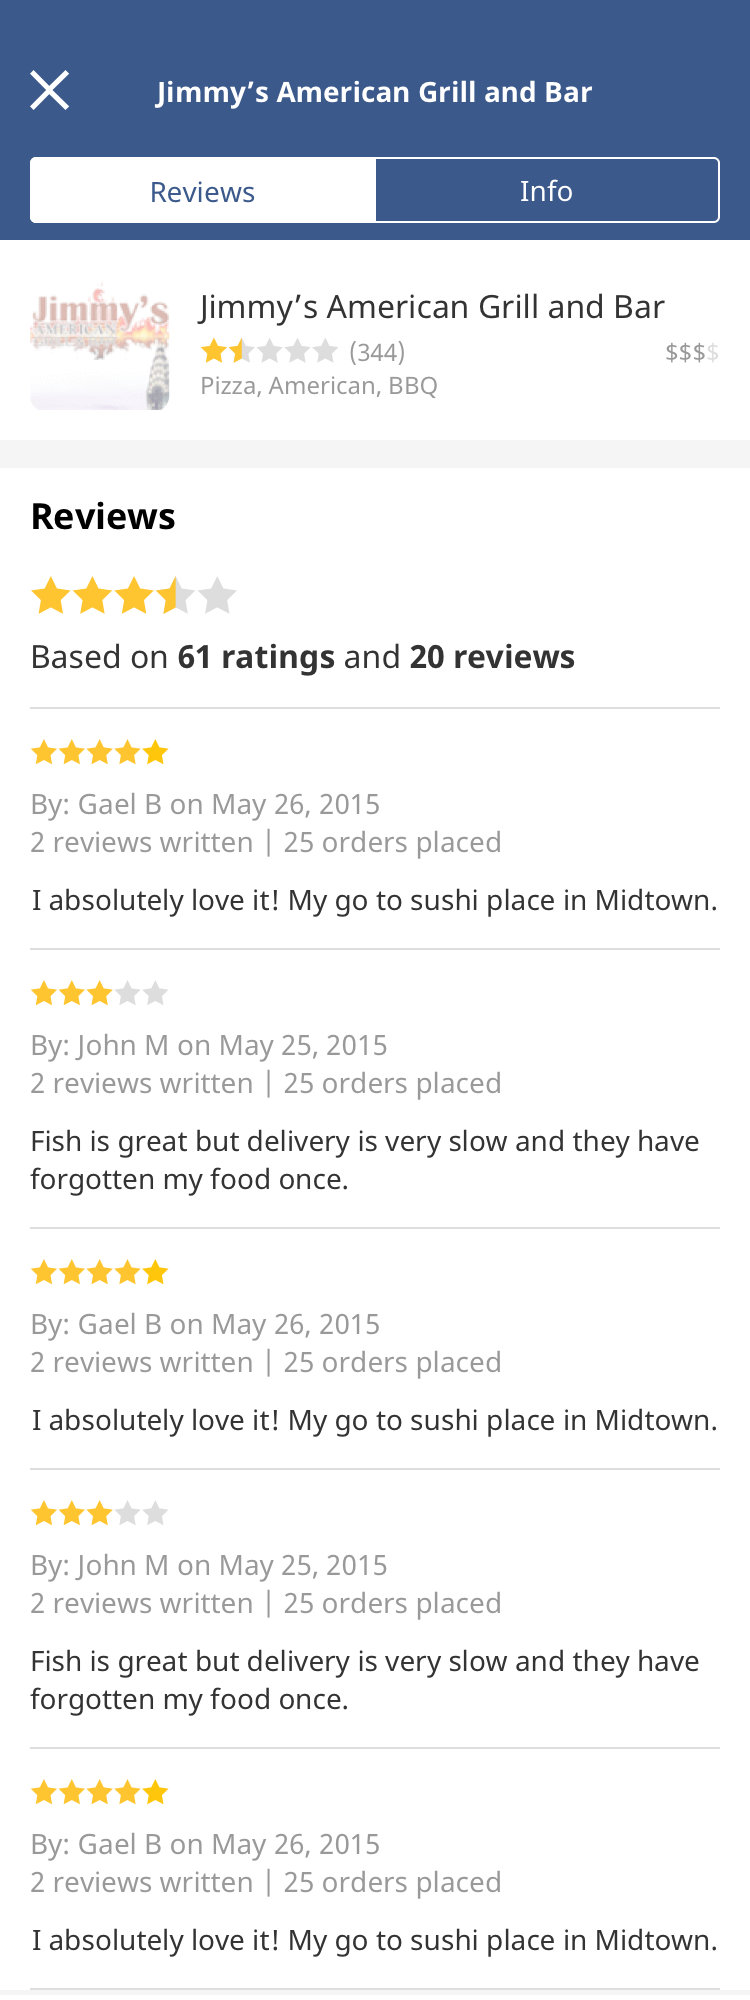 Jimmy’s American Grill and Bar
Reviews
Info
Jimmy's
AMERICAN
Jimmy’s American Grill and Bar
(344)
$$$$
Pizza, American, BBQ
Reviews
Based on 61 ratings and 20 reviews
By: Gael B on May 26, 2015
2 reviews written | 25 orders placed
I absolutely love it! My go to sushi place in Midtown.
By: John M on May 25, 2015
2 reviews written | 25 orders placed
Fish is great but delivery is very slow and they have
forgotten my food once.
By: Gael B on May 26, 2015
2 reviews written | 25 orders placed
I absolutely love it! My go to sushi place in Midtown.
By: John M on May 25, 2015
2 reviews written | 25 orders placed
Fish is great but delivery is very slow and they have
forgotten my food once.
By: Gael B on May 26, 2015
2 reviews written | 25 orders placed
I absolutely love it! My go to sushi place in Midtown.